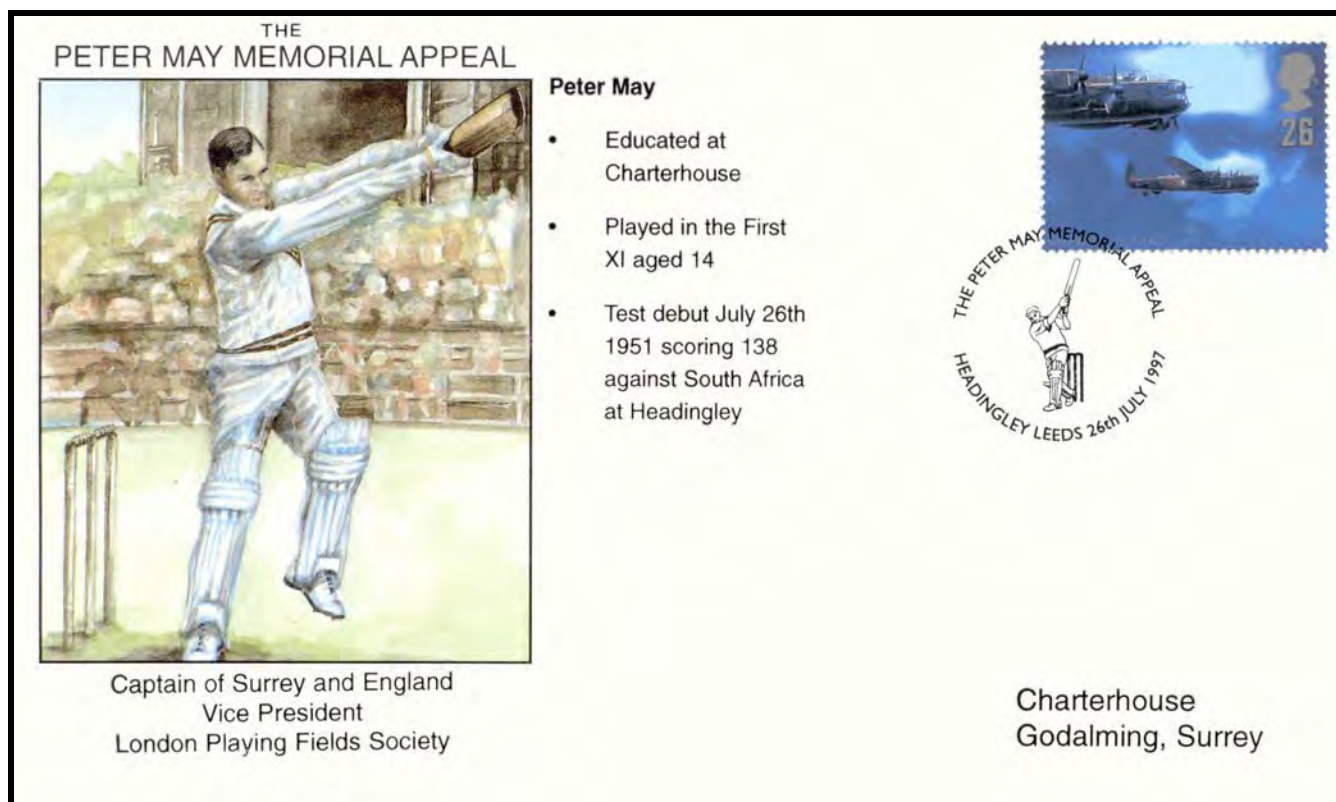 THE
PETER MAY MEMORIAL APPEAL
Peter May
• Educated at
Charterhouse
• Played in the First
XI aged 14
• Test debut July 26th
1951 scoring 138
against South Africa
at Headingley
Captain of Surrey and England
Vice President
London Playing Fields Society
26
THE PETER MAY MEMORIAL APPEAL
HEADINGLEY LEEDS 26th JULY 1997
Charterhouse
Godalming, Surrey